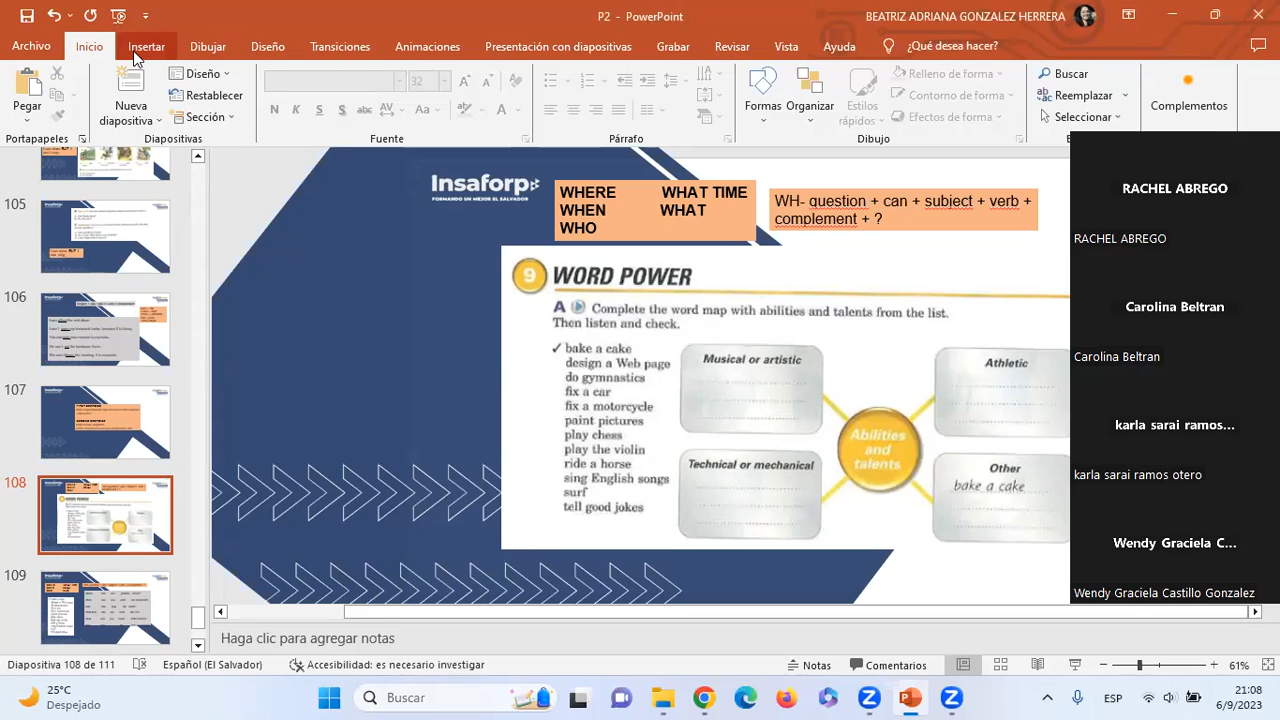 P2 - PowerPoint
BEATRIZ ADRIANA GONZALEZ HERRERA
Archivo Inicio Insertar Dibujar Diseño Transiciones Animaciones Presentación con diapositivas Grabar Revisar Vista Ayuda ¿Qué desea hacer?
Pegar
Portapapeles
Nueva diapositiva
Diseño
Restablecer
Sección
Diapositivas
32
N K S abc AV Aa A
Fuente
Párrafo
Formas Organizar Estilos rápidos
Relleno de forma
Contorno de forma
Efectos de forma
Dibujo
Buscar
Reemplazar
Seleccionar
Complementos
105
106
107
108
109
Insaforp
FORMANDO UN MEJOR EL SALVADOR
WHERE WHAT TIME
WHEN WHAT
WHO
WH- question + can + subject + verb +
complement + ?
9 WORD POWER
A Complete the word map with abilities and talents from the list.
Then listen and check.
✓ bake a cake
design a Web page
do gymnastics
fix a car
fix a motorcycle
paint pictures
play chess
play the violin
ride a horse
sing English songs
surf
tell good jokes
Musical or artistic
Athletic
Abilities
and
talents
Technical or mechanical
Other
bake a cake
RACHEL ABREGO
RACHEL ABREGO
Carolina Beltran
Carolina Beltran
karla sarai ramos...
karla sarai ramos otero
Wendy Graciela C...
Wendy Graciela Cabillo Gonzalez
Haga clic para agregar notas
Diapositiva 108 de 111 Español (El Salvador) Accesibilidad: es necesario investigar Notas Comentarios 61%
25°C
Despejado
Buscar
ESP
21:08
6/9/2023